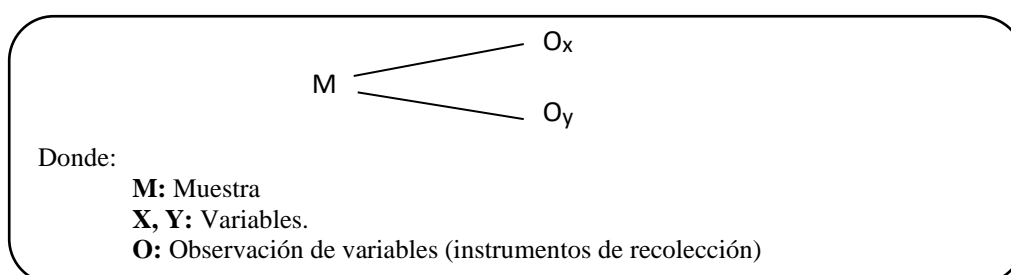 Ox
M
Oy
Donde:
M: Muestra
X, Y: Variables.
O: Observación de variables (instrumentos de recolección)